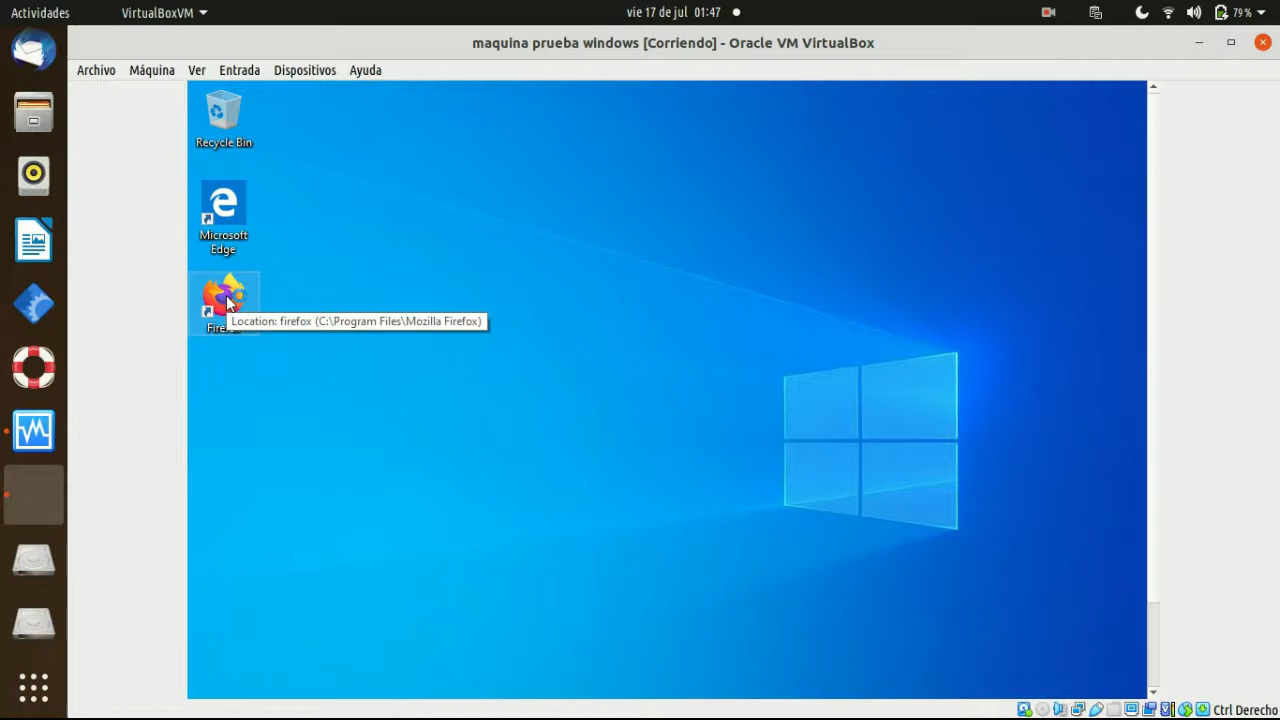 Actividades
VirtualBoxVM
vie 17 de jul 01:47
79 %
maquina prueba windows [Corriendo] - Oracle VM VirtualBox
Archivo Máquina Ver Entrada Dispositivos Ayuda
Recycle Bin
Microsoft
Edge
Location: firefox (C:\Program Files\Mozilla Firefox)
Ctrl Derecho